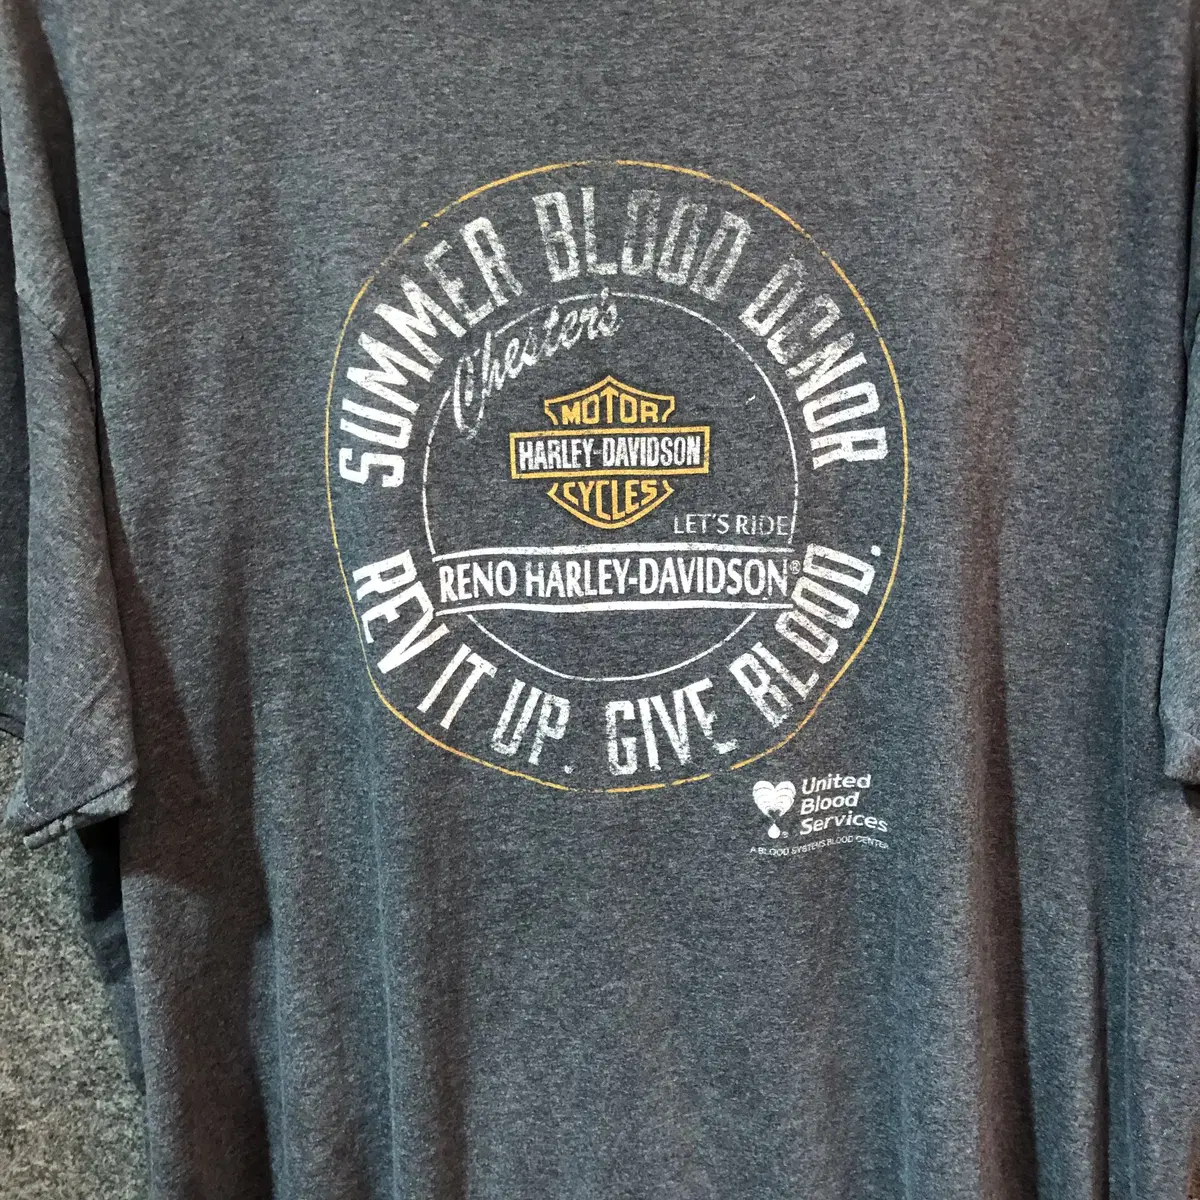 SUMMER BLOOD DONOR
Chester's
MOTOR
HARLEY-DAVIDSON
CYCLES
LET'S RIDE
RENO HARLEY-DAVIDSON®
REV IT UP. GIVE BLOOD.
United
Blood
Services
A BLOOD SYSTEMS BLOOD CENTER